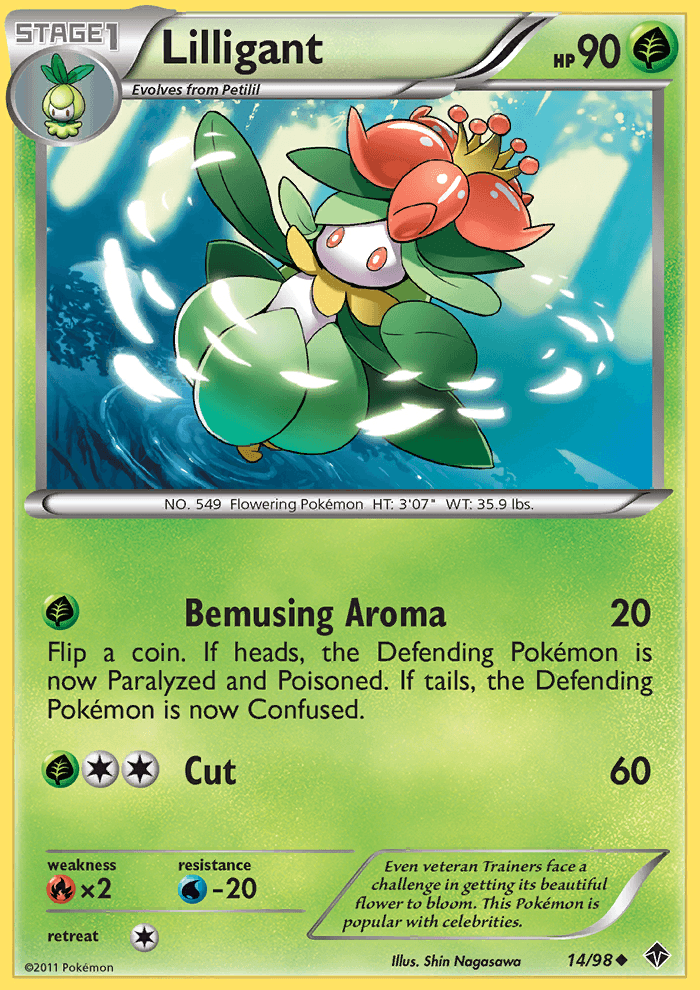 STAGE1
Lilligant
HP 90
Evolves from Petilil
NO. 549 Flowering Pokémon HT: 3'07" WT: 35.9 lbs.
Bemusing Aroma 20
Flip a coin. If heads, the Defending Pokémon is
now Paralyzed and Poisoned. If tails, the Defending
Pokémon is now Confused.
Cut 60
weakness resistance
×2 -20
retreat
Even veteran Trainers face a
challenge in getting its beautiful
flower to bloom. This Pokémon is
popular with celebrities.
©2011 Pokémon
Illus. Shin Nagasawa 14/98